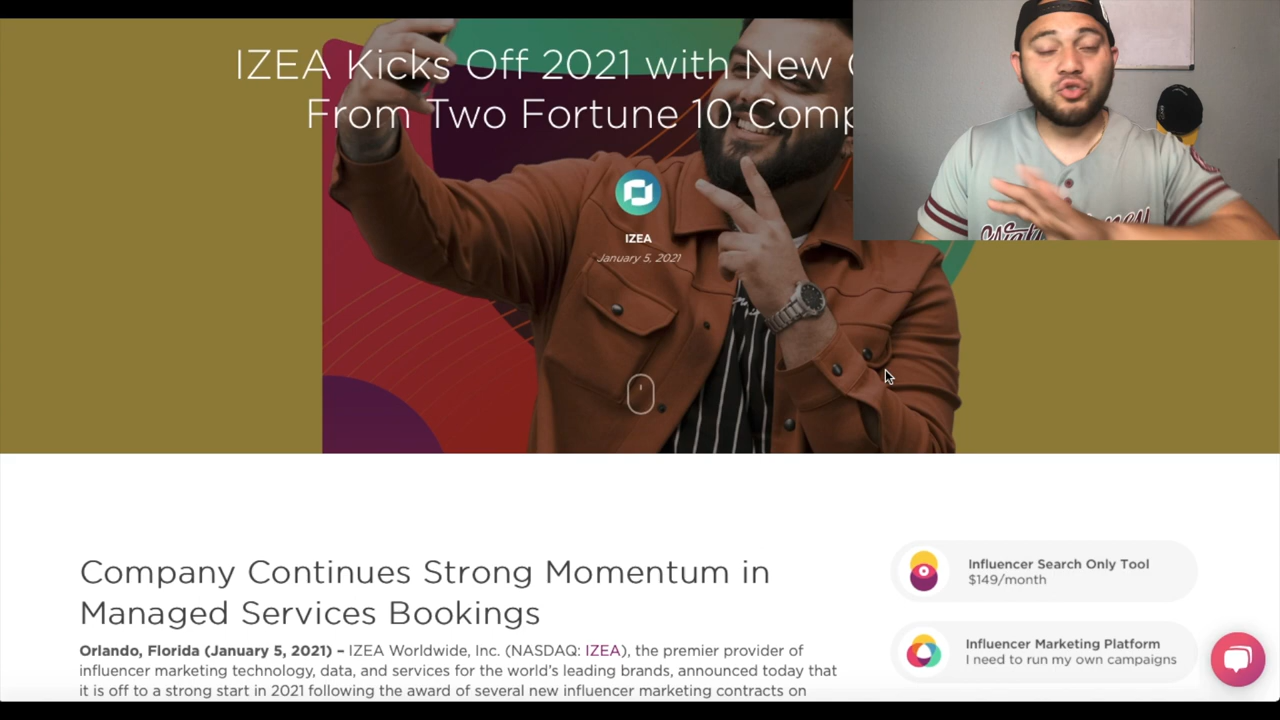 IZEA Kicks Off 2021 with New
From Two Fortune 10
IZEA
January 5, 2021
Company Continues Strong Momentum in
Managed Services Bookings
Orlando, Florida (January 5, 2021) – IZEA Worldwide, Inc. (NASDAQ: IZEA), the premier provider of
influencer marketing technology, data, and services for the world's leading brands, announced today that
it is off to a strong start in 2021 following the award of several new influencer marketing contracts on
Influencer Search Only Tool
$149/month
Influencer Marketing Platform
I need to run my own campaigns